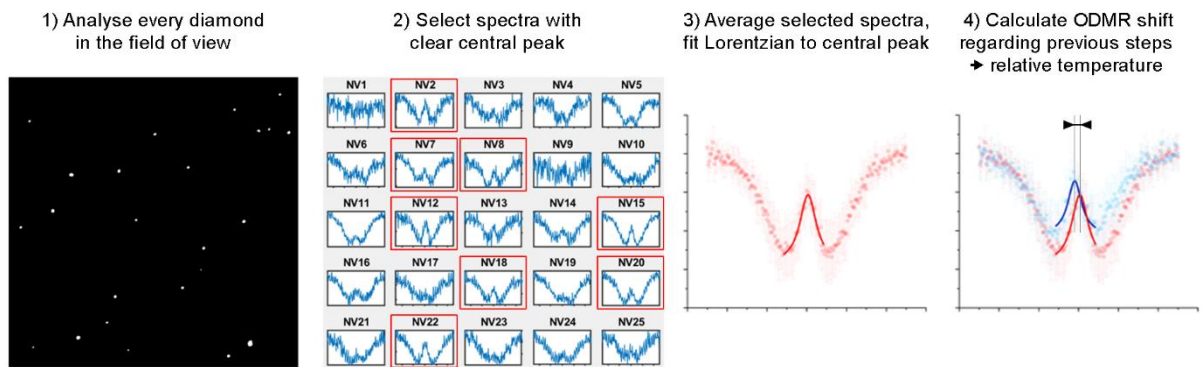 1) Analyse every diamond
in the field of view
2) Select spectra with
clear central peak
3) Average selected spectra,
fit Lorentzian to central peak
4) Calculate ODMR shift
regarding previous steps
➔ relative temperature
NV1 NV2 NV3 NV4 NV5
NV6 NV7 NV8 NV9 NV10
NV11 NV12 NV13 NV14 NV15
NV16 NV17 NV18 NV19 NV20
NV21 NV22 NV23 NV24 NV25